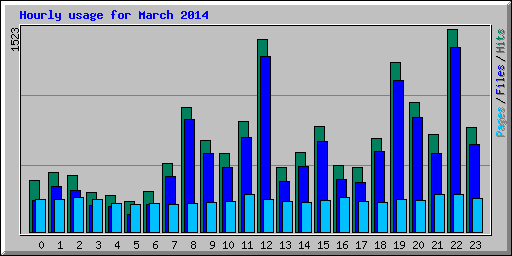 Hourly usage for March 2014
1523
Pages/Files/Hits
0 1 2 3 4 5 6 7 8 9 10 11 12 13 14 15 16 17 18 19 20 21 22 23